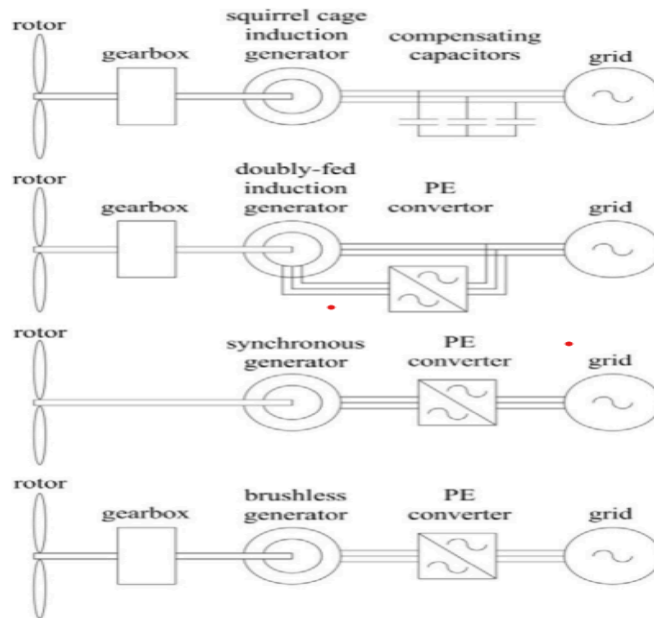 squirrel cage
rotor
induction
compensating
gearbox
generator
capacitors
grid
doubly-fed
rotor
induction
PE
gearbox
generator
convertor
grid
rotor
synchronous
PE
generator
converter
grid
rotor
brushless
PE
gearbox
generator
converter
grid